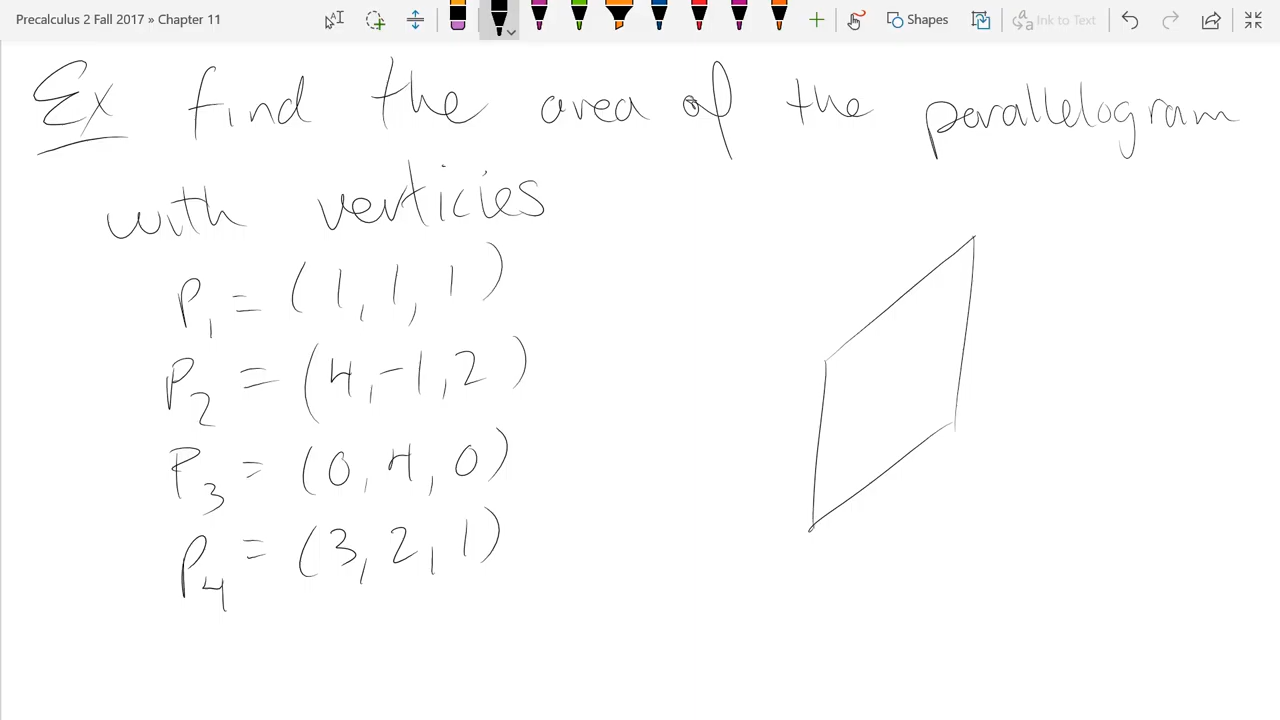 Precalculus 2 Fall 2017 » Chapter 11
Shapes
Ink to Text
Ex find the area of the parallelogram
with verticies
P1 = (1, 1, 1)
P2 = (4, -1, 2)
P3 = (0, 4, 0)
P4 = (3, 2, 1)